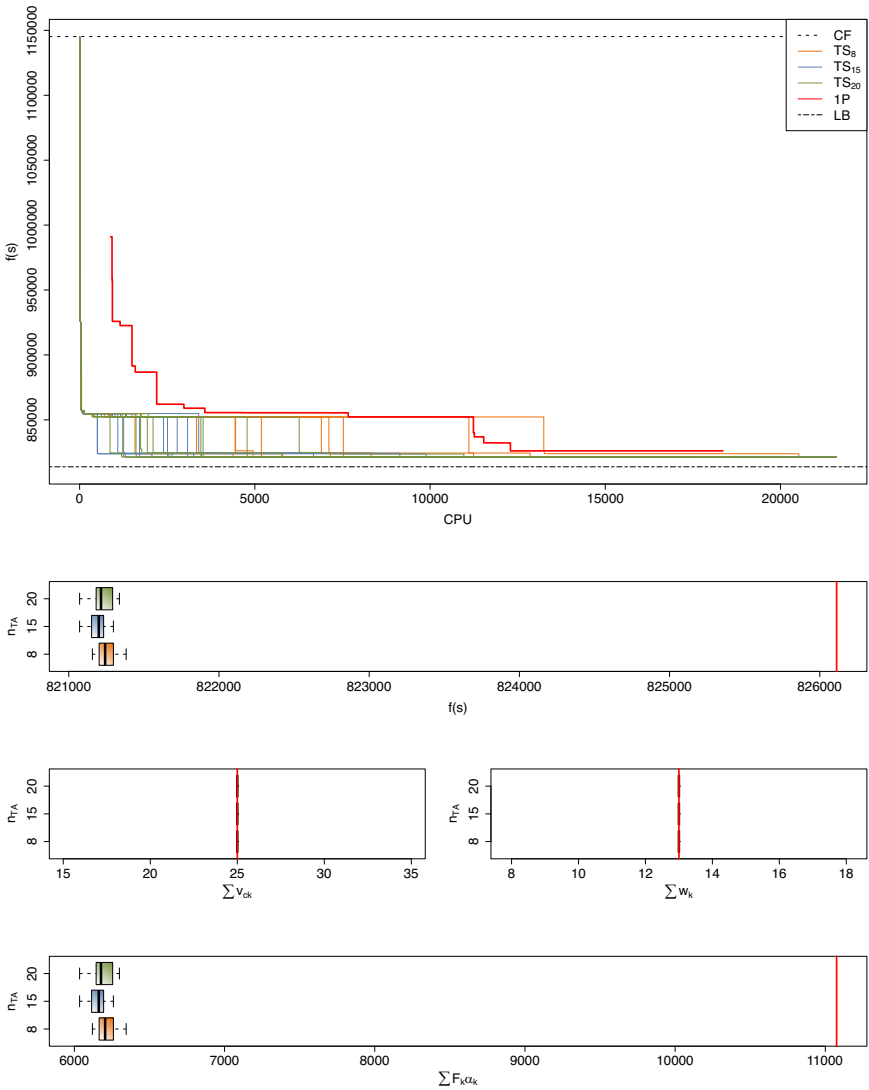 1150000
1100000
1050000
1000000
950000
900000
850000
f(s)
CF
TS8
TS15
TS20
1P
LB
0 5000 10000 15000 20000
CPU
20
15
8
nTA
821000 822000 823000 824000 825000 826000
f(s)
20
15
8
nTA
15 20 25 30 35
∑ vck
20
15
8
nTA
8 10 12 14 16 18
∑ wk
20
15
8
nTA
6000 7000 8000 9000 10000 11000
∑ Fkαk